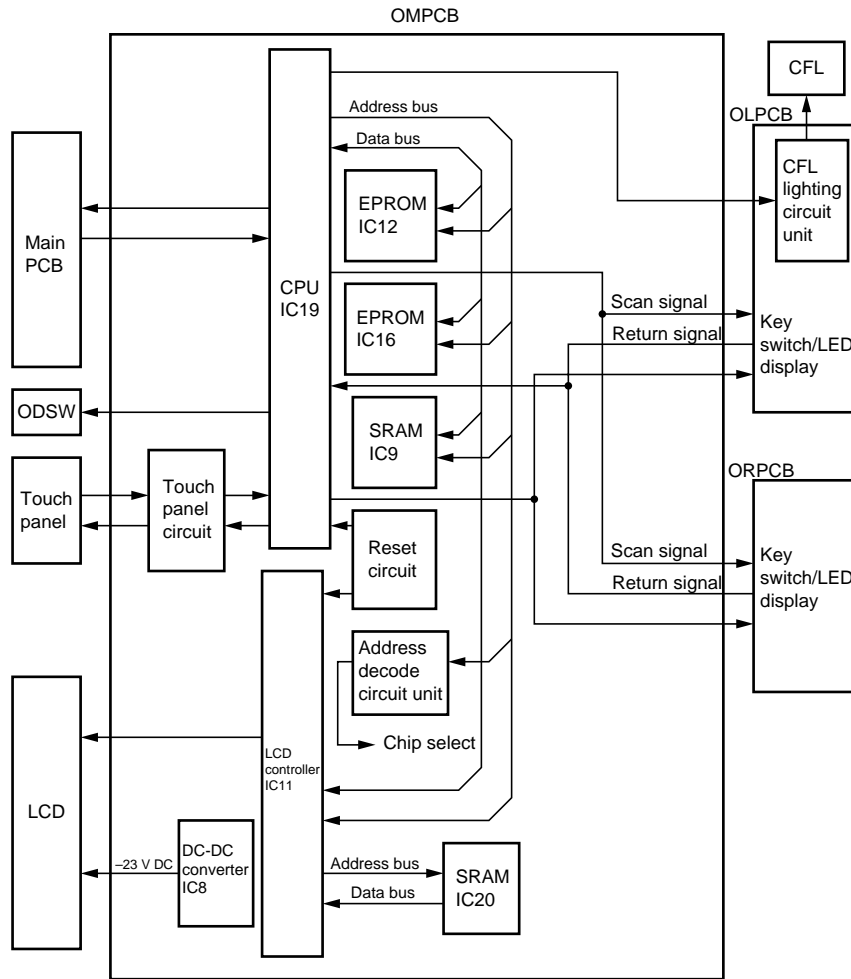 OMPCB
CFL
OLPCB
CFL
lighting
circuit
unit
Address bus
Data bus
EPROM
IC12
Main
PCB
CPU
IC19
EPROM
IC16
Scan signal
Return signal
Key
switch/LED
display
ODSW
SRAM
IC9
ORPCB
Touch
panel
Touch
panel
circuit
Reset
circuit
Scan signal
Return signal
Key
switch/LED
display
Address
decode
circuit unit
Chip select
LCD
controller
IC11
LCD
–23 V DC
DC-DC
converter
IC8
Address bus
Data bus
SRAM
IC20